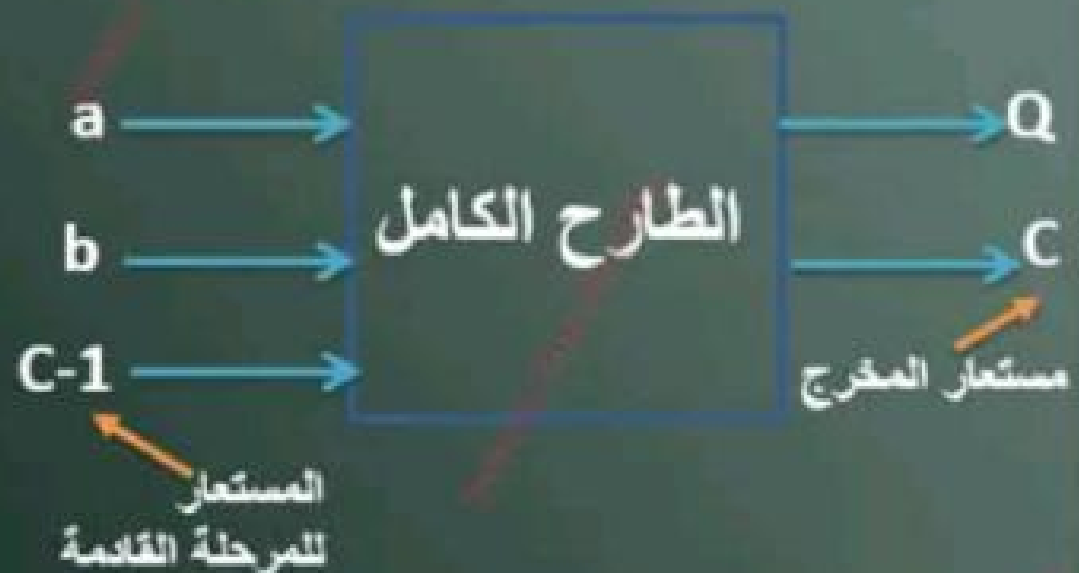 a
Q
الطارح الكامل
b
C
C-1
مستعار المخرج
المستعار
للمرحلة القادمة